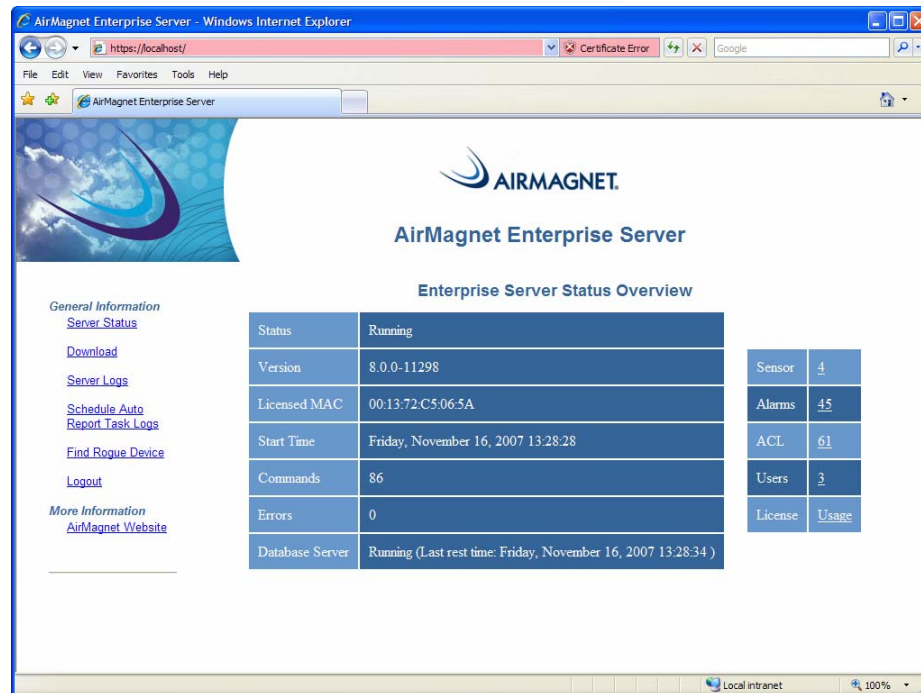 AirMagnet Enterprise Server - Windows Internet Explorer
https://localhost/
Certificate Error
Google
File Edit View Favorites Tools Help
AirMagnet Enterprise Server
AIRMAGNET.
AirMagnet Enterprise Server
Enterprise Server Status Overview
General Information
Server Status
Download
Server Logs
Schedule Auto
Report Task Logs
Find Rogue Device
Logout
More Information
AirMagnet Website
Status Running
Version 8.0.0-11298
Licensed MAC 00:13:72:C5:06:5A
Start Time Friday, November 16, 2007 13:28:28
Commands 86
Errors 0
Database Server Running (Last rest time: Friday, November 16, 2007 13:28:34 )
Sensor 4
Alarms 45
ACL 61
Users 3
License Usage
Local intranet
100%